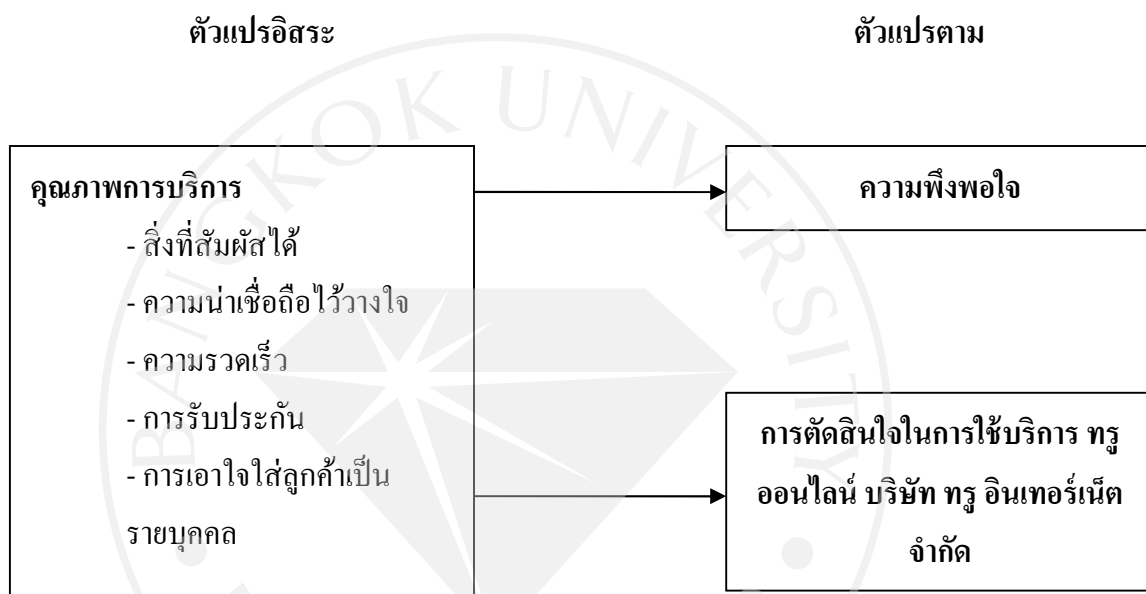 ตัวแปรอิสระ
ตัวแปรตาม
BANGKOK UNIVERSITY
คุณภาพการบริการ
- สิ่งที่สัมผัสได้
- ความน่าเชื่อถือไว้วางใจ
- ความรวดเร็ว
- การรับประกัน
- การเอาใจใส่ลูกค้าเป็น
รายบุคคล
ความพึงพอใจ
การตัดสินใจในการใช้บริการ ทรู
ออนไลน์ บริษัท ทรู อินเทอร์เน็ต
จำกัด